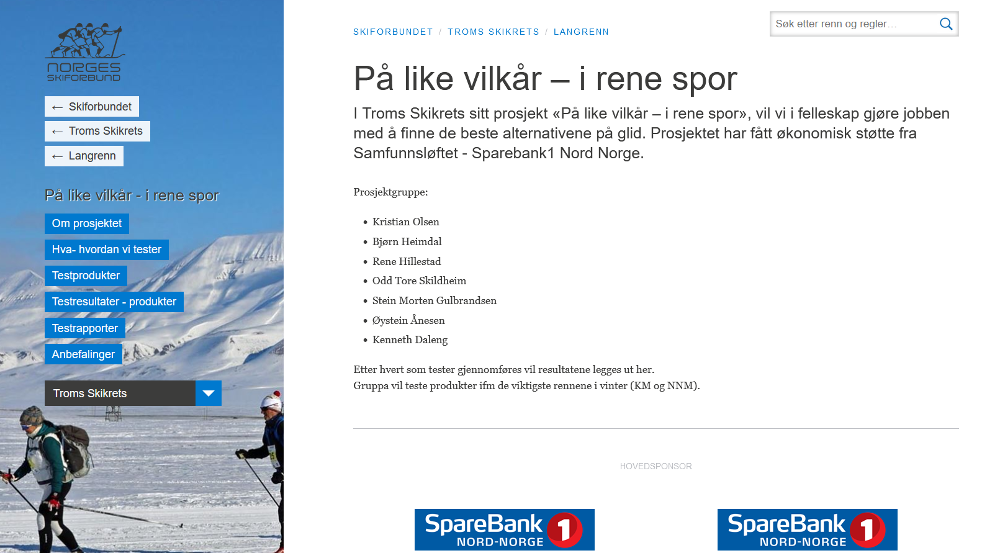 NORGES
SKIFORBUND
← Skiforbundet
← Troms Skikrets
← Langrenn
På like vilkår - i rene spor
Om prosjektet
Hva- hvordan vi tester
Testprodukter
Testresultater - produkter
Testrapporter
Anbefalinger
Troms Skikrets
SKIFORBUNDET / TROMS SKIKRETS / LANGRENN
Søk etter renn og regler...
På like vilkår – i rene spor
I Troms Skikrets sitt prosjekt «På like vilkår – i rene spor», vil vi i felleskap gjøre jobben
med å finne de beste alternativene på glid. Prosjektet har fått økonomisk støtte fra
Samfunnsløftet - Sparebank1 Nord Norge.
Prosjektgruppe:
• Kristian Olsen
• Bjørn Heimdal
• Rene Hillestad
• Odd Tore Skildheim
• Stein Morten Gulbrandsen
• Øystein Ånesen
• Kenneth Daleng
Etter hvert som tester gjennomføres vil resultatene legges ut her.
Gruppa vil teste produkter ifm de viktigste rennene i vinter (KM og NNM).
HOVEDSPONSOR
SpareBank 1
NORD-NORGE
SpareBank 1
NORD-NORGE